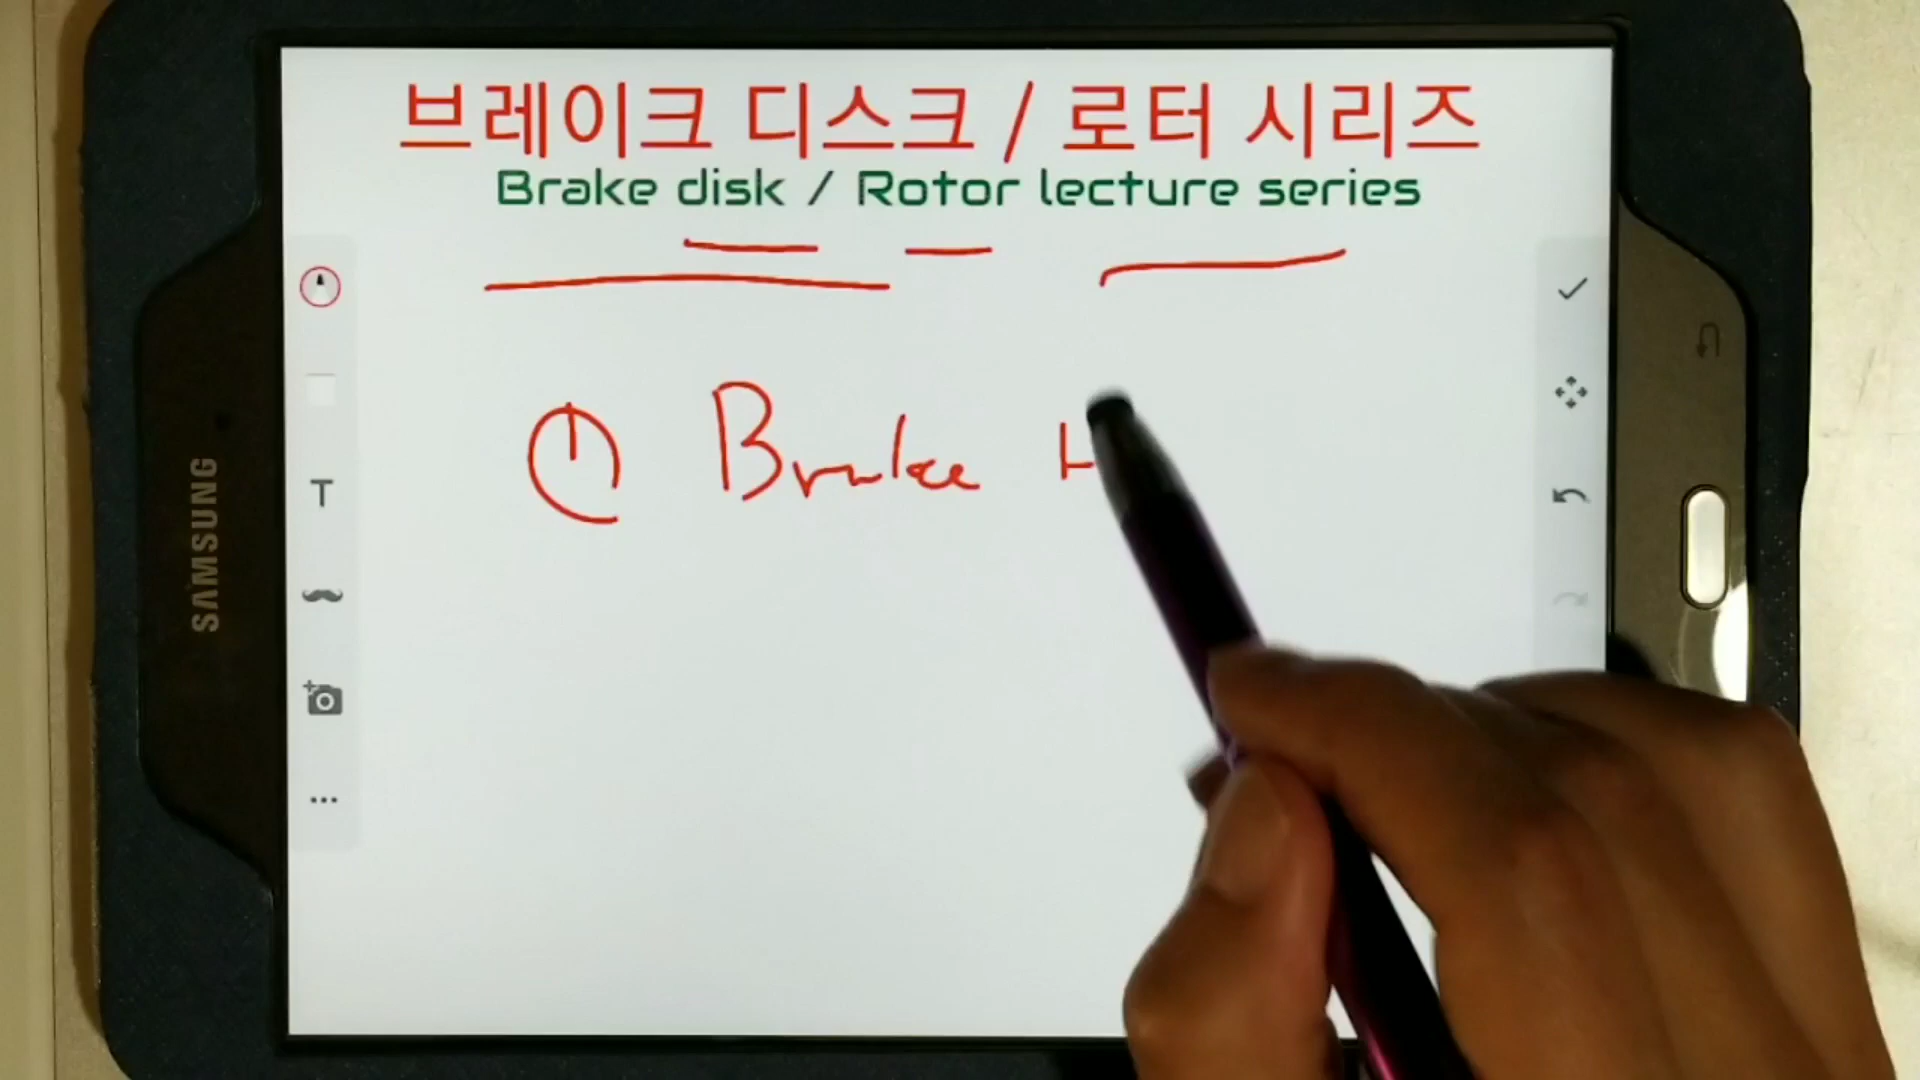 브레이크 디스크 / 로터 시리즈
Brake disk / Rotor lecture series
① Brake
T
SAMSUNG